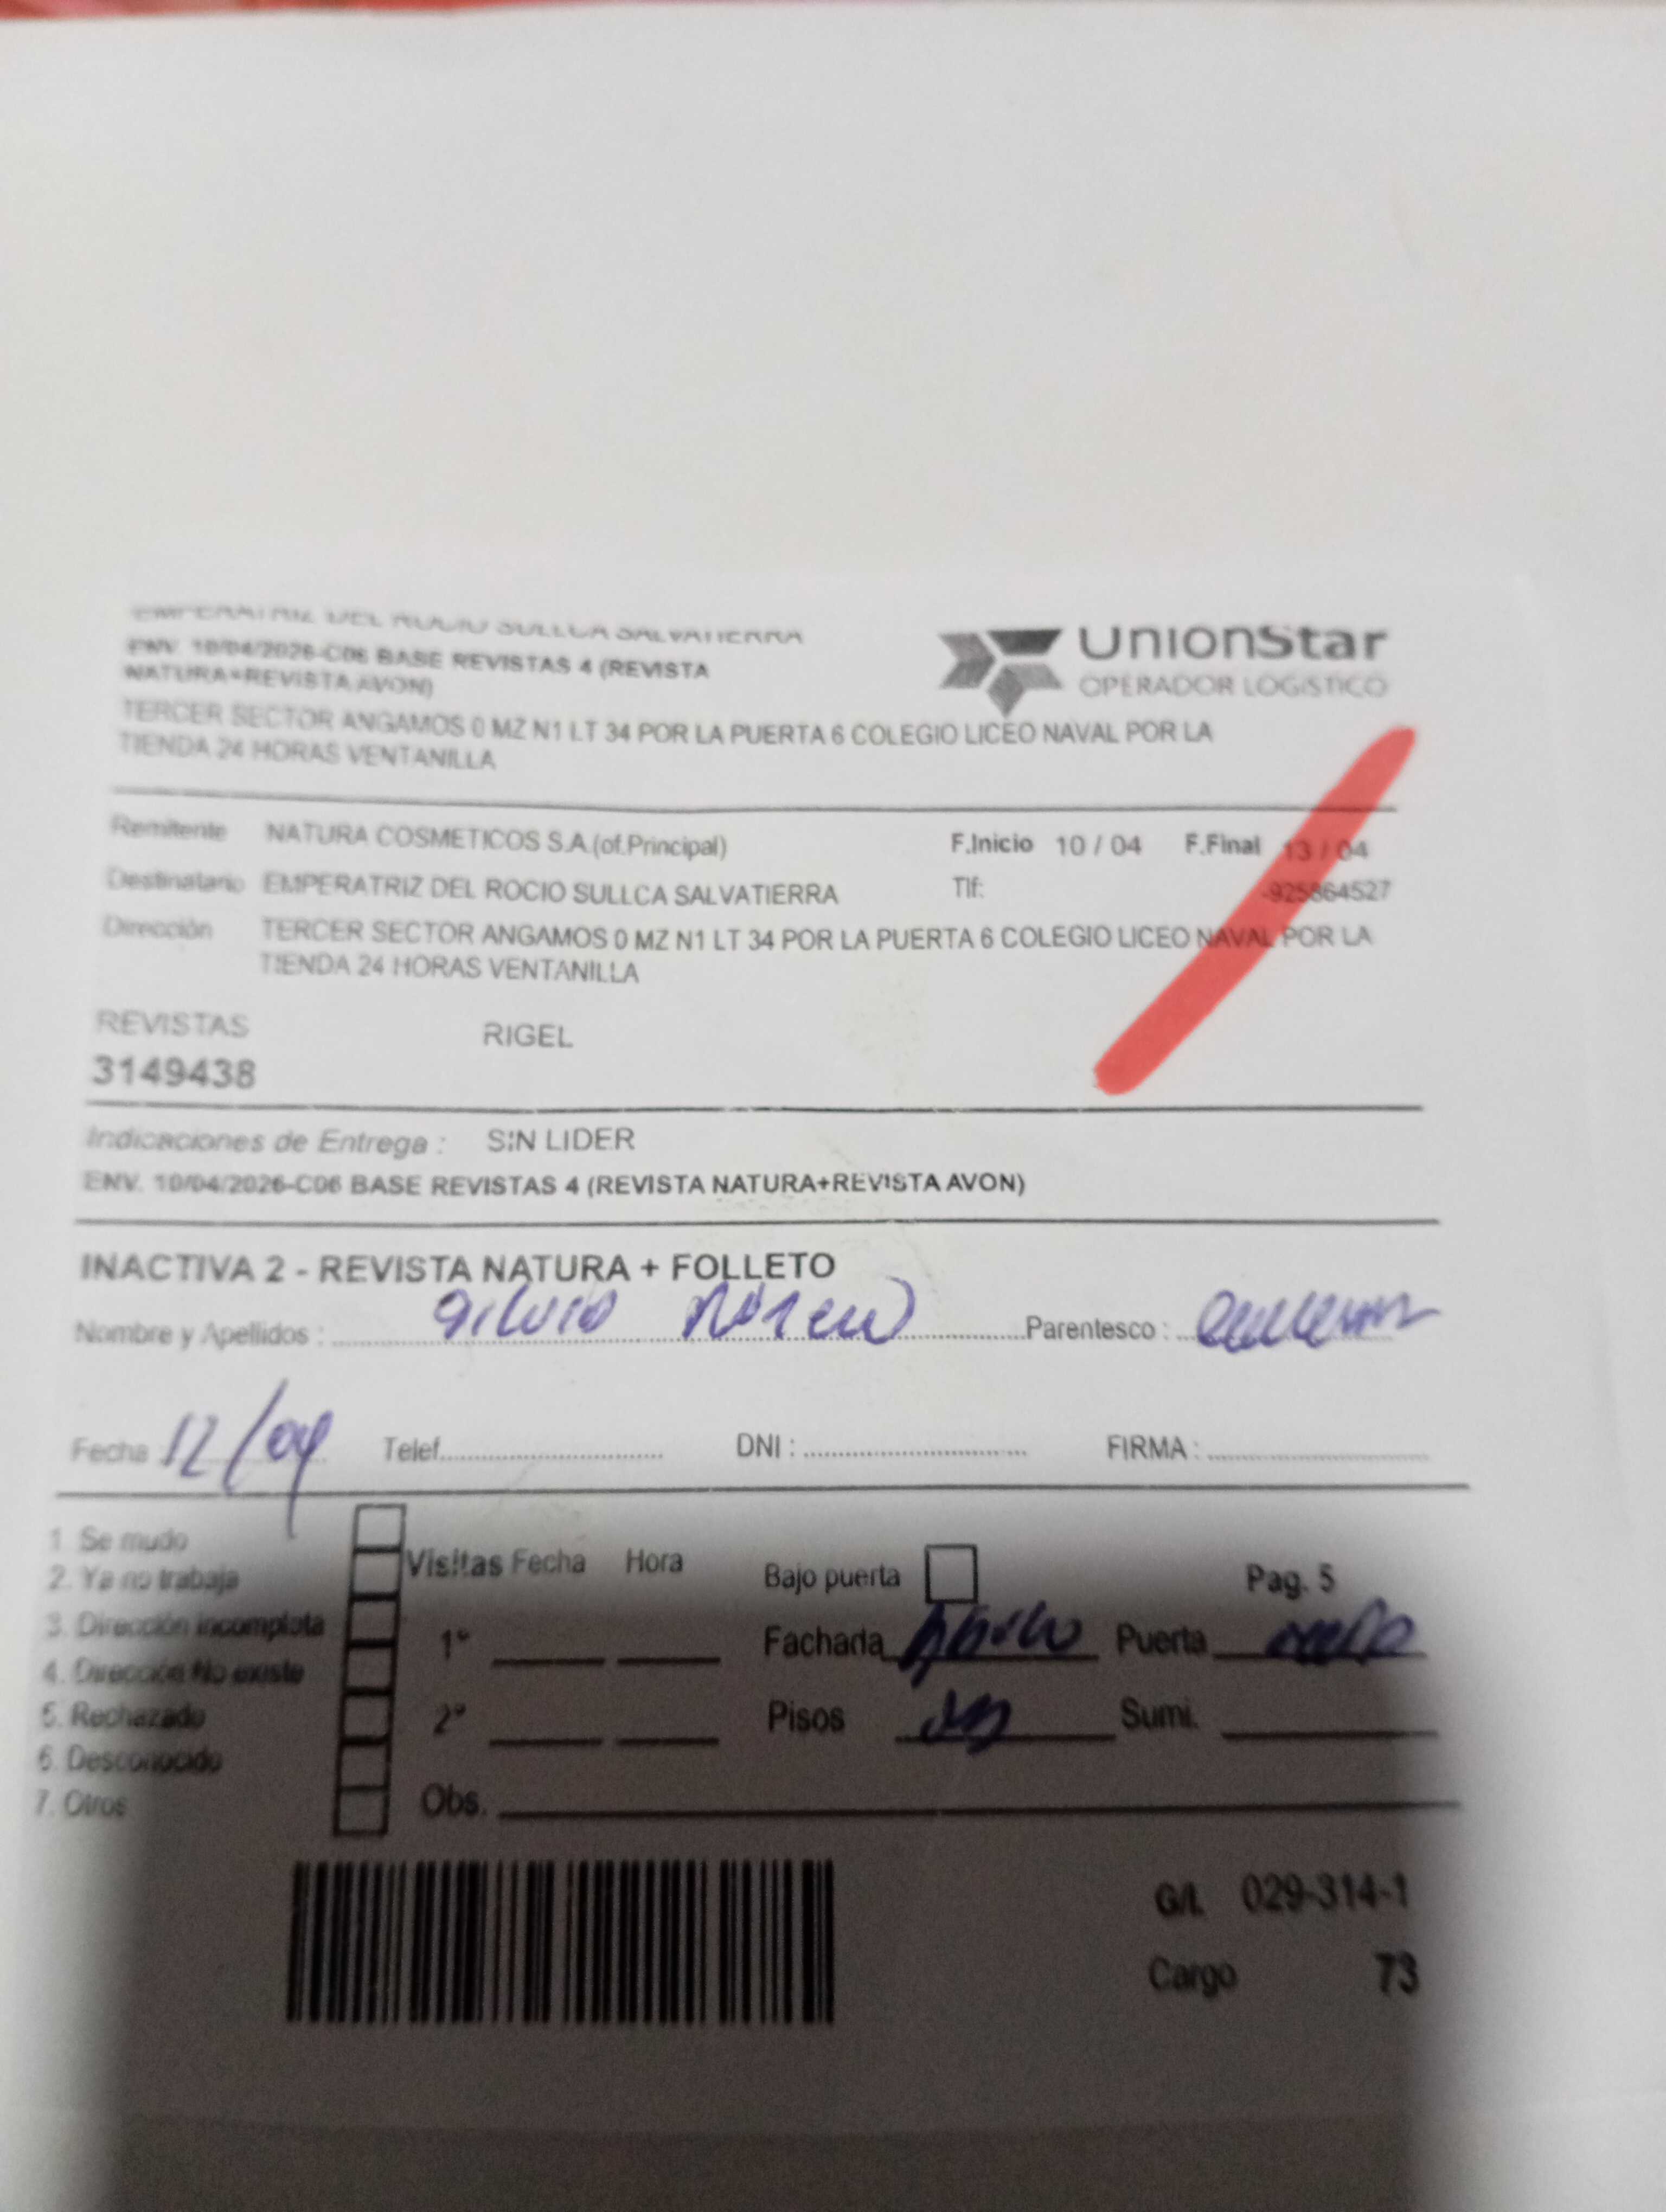 EMPERATRIZ DEL ROCIO SULLCA SALVATIERRA
ENV. 10/04/2026-C06 BASE REVISTAS 4 (REVISTA
NATURA+REVISTA AVON)
TERCER SECTOR ANGAMOS 0 MZ N1 LT 34 POR LA PUERTA 6 COLEGIO LICEO NAVAL POR LA
TIENDA 24 HORAS VENTANILLA
UnionStar
OPERADOR LOGISTICO
Remitente NATURA COSMETICOS S.A.(of.Principal) F.Inicio 10 / 04 F.Final 13 / 04
Destinatario EMPERATRIZ DEL ROCIO SULLCA SALVATIERRA Tlf: -925864527
Dirección TERCER SECTOR ANGAMOS 0 MZ N1 LT 34 POR LA PUERTA 6 COLEGIO LICEO NAVAL POR LA
TIENDA 24 HORAS VENTANILLA
REVISTAS RIGEL
3149438
Indicaciones de Entrega : SIN LIDER
ENV. 10/04/2026-C06 BASE REVISTAS 4 (REVISTA NATURA+REVISTA AVON)
INACTIVA 2 - REVISTA NATURA + FOLLETO
Nombre y Apellidos : Parentesco :
Fecha 12/04 Telef. DNI : FIRMA :
1. Se mudo
2. Ya no trabaja
3. Dirección incompleta
4. Dirección No existe
5. Rechazado
6. Desconocido
7. Otros
Visitas Fecha Hora
1°
2°
Obs.
Bajo puerta Pag. 5
Fachada Puerta
Pisos Sumi.
G/L 029-314-1
Cargo 73